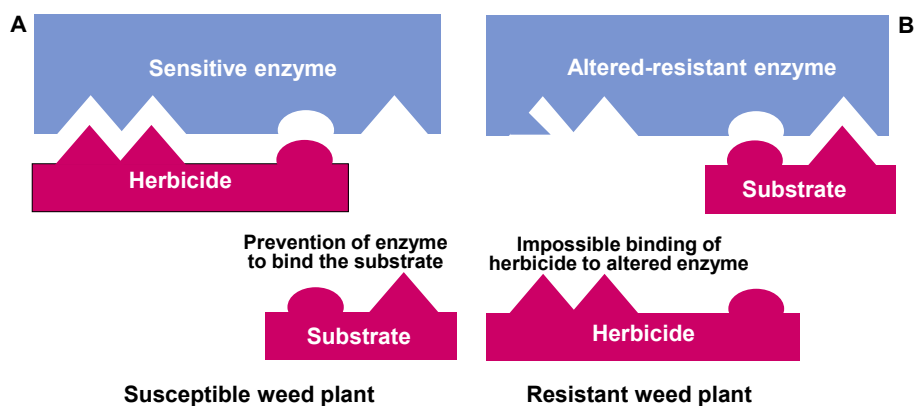 A
Sensitive enzyme
Herbicide
Prevention of enzyme
to bind the substrate
Substrate
Susceptible weed plant
B
Altered-resistant enzyme
Substrate
Impossible binding of
herbicide to altered enzyme
Herbicide
Resistant weed plant